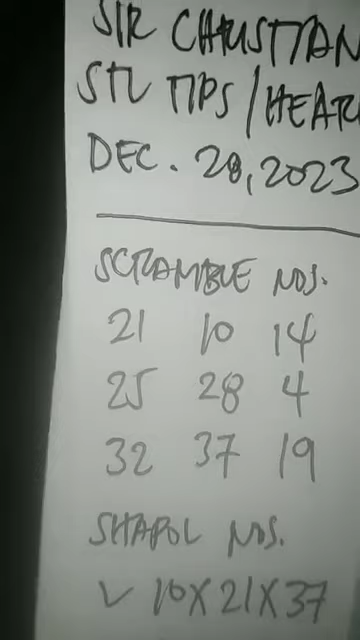 SIR CHRISTIAN
STL TIPS / HEAR
DEC. 28, 2023
SCRAMBLE NOS.
21 10 14
25 28 4
32 37 19
SHAPOL NOS.
✓ 10 X 21 X 37